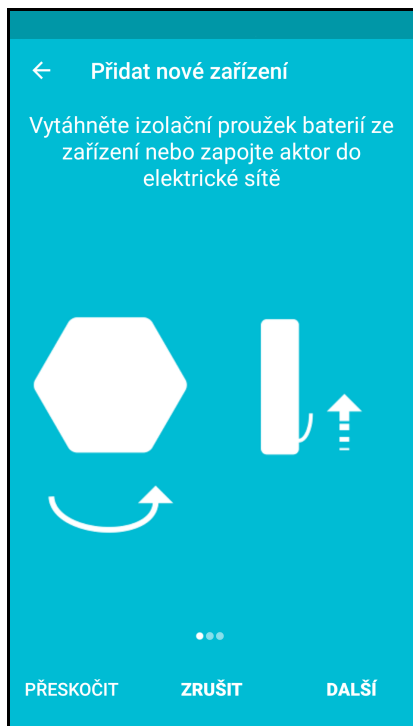 Přidat nové zařízení
Vytáhněte izolační proužek baterií ze
zařízení nebo zapojte aktor do
elektrické sítě
PŘESKOČIT ZRUŠIT DALŠÍ